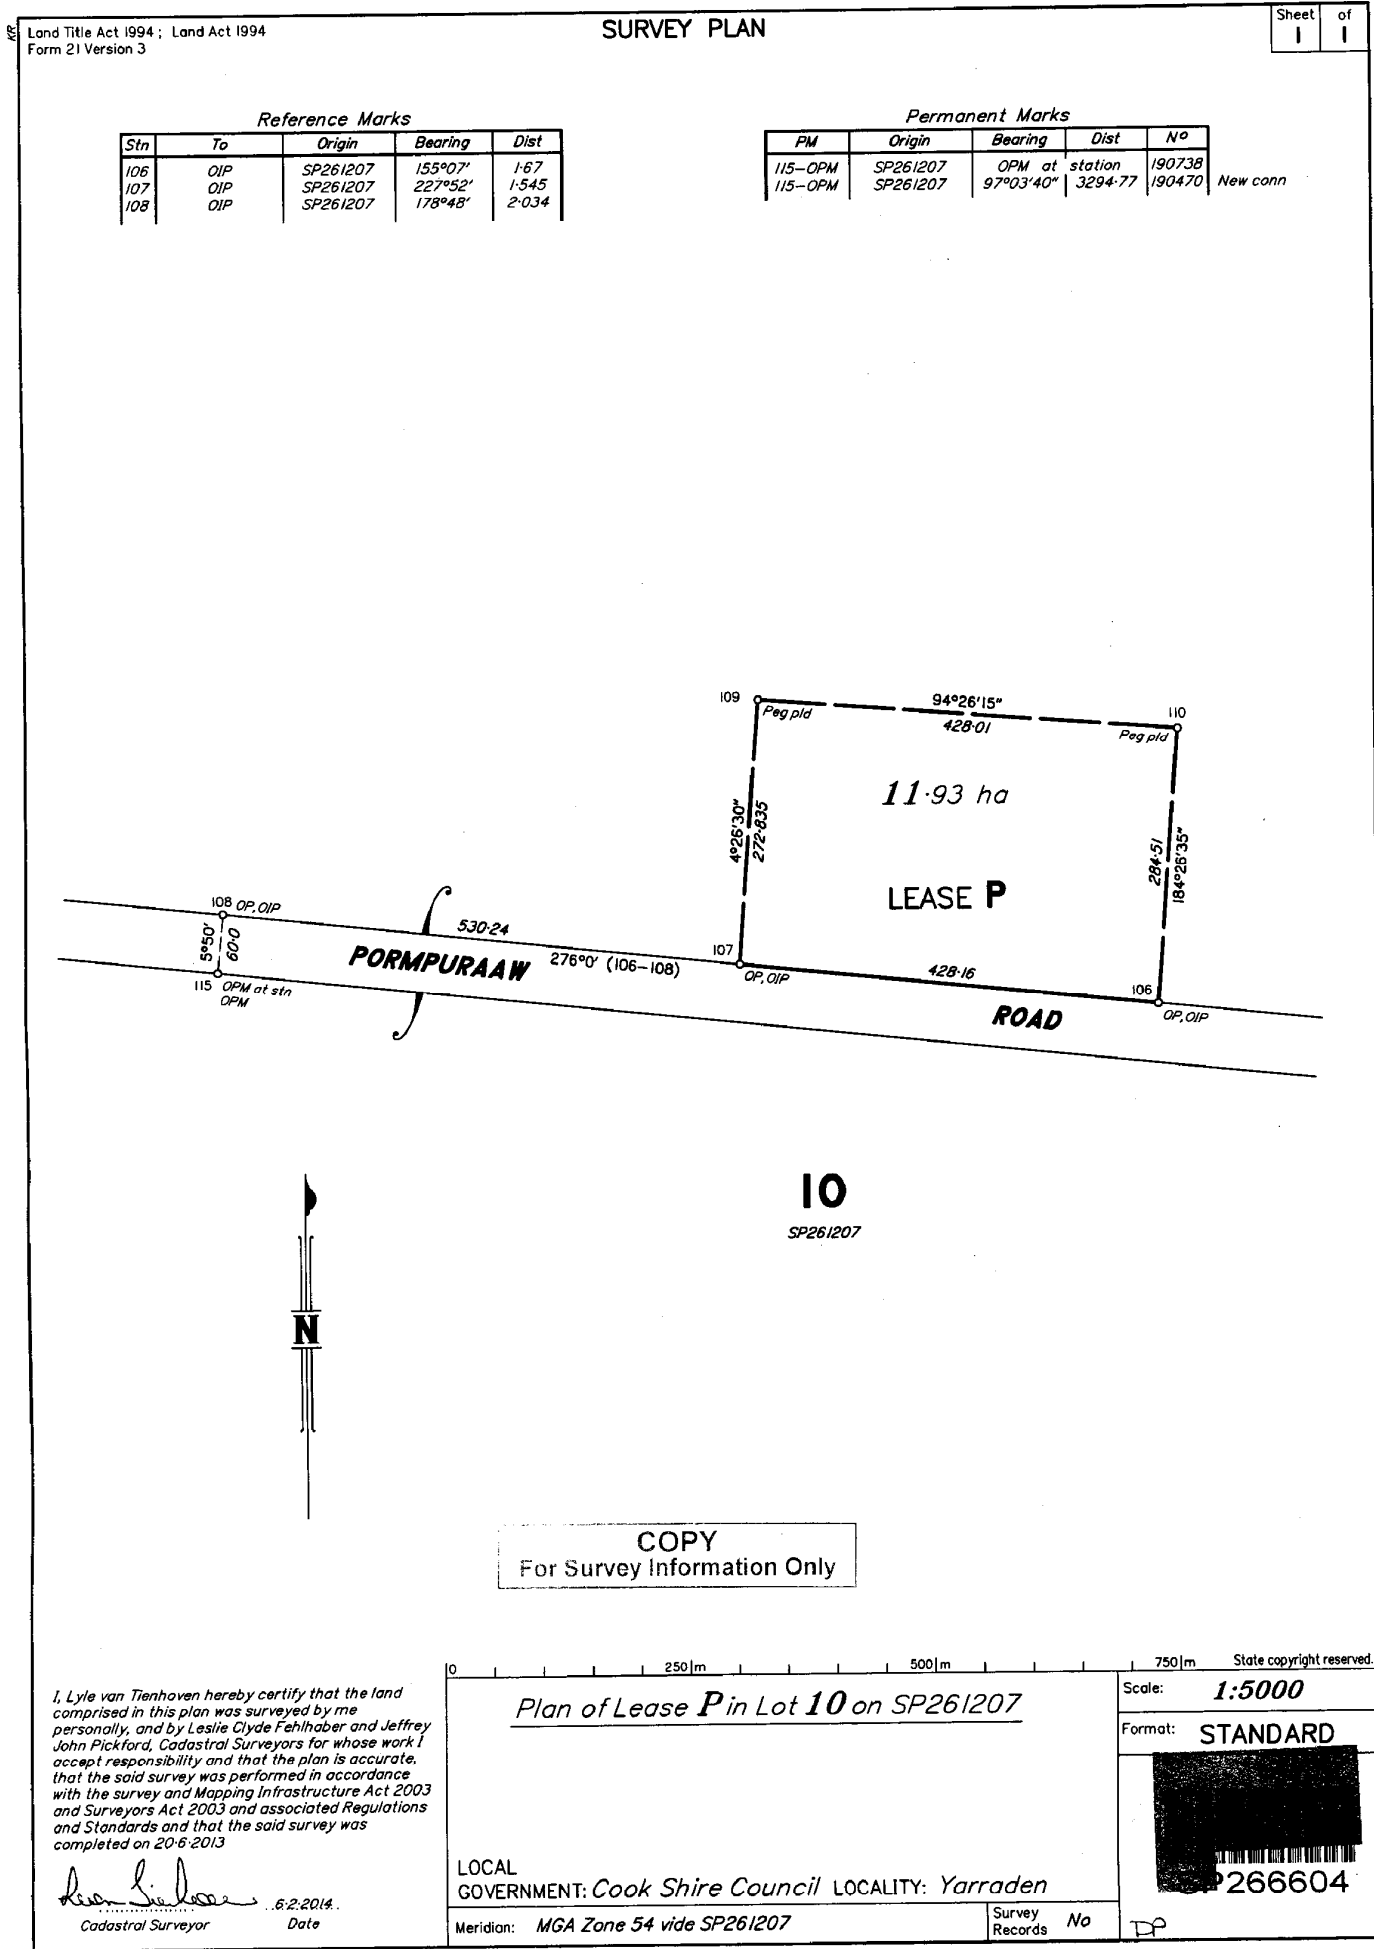 KR
Land Title Act 1994 ; Land Act 1994
Form 21 Version 3
SURVEY PLAN
Sheet of
1 1
Reference Marks
Stn To Origin Bearing Dist
106 OIP SP261207 155°07' 1·67
107 OIP SP261207 227°52' 1·545
108 OIP SP261207 178°48' 2·034
Permanent Marks
PM Origin Bearing Dist Nº
115-OPM SP261207 OPM at station 190738
115-OPM SP261207 97°03'40" 3294·77 190470 New conn
109
Peg pld
94°26'15"
428·01
110
Peg pld
11·93 ha
4°26'30"
272·835
284·51
184°26'35"
LEASE P
108 OP,OIP
5°50'
60·0
530·24
PORMPURAAW
276°0' (106-108)
107
OP,OIP
428·16
106
OP,OIP
115 OPM at stn
OPM
ROAD
10
SP261207
N
COPY
For Survey Information Only
0 250 m 500 m 750 m State copyright reserved.
I, Lyle van Tienhoven hereby certify that the land
comprised in this plan was surveyed by me
personally, and by Leslie Clyde Fehlhaber and Jeffrey
John Pickford, Cadastral Surveyors for whose work I
accept responsibility and that the plan is accurate,
that the said survey was performed in accordance
with the survey and Mapping Infrastructure Act 2003
and Surveyors Act 2003 and associated Regulations
and Standards and that the said survey was
completed on 20·6·2013
6·2·2014
Cadastral Surveyor Date
Plan of Lease P in Lot 10 on SP261207
LOCAL
GOVERNMENT: Cook Shire Council LOCALITY: Yarraden
Meridian: MGA Zone 54 vide SP261207
Survey
Records No
Scale: 1:5000
Format: STANDARD
SP266604
DP